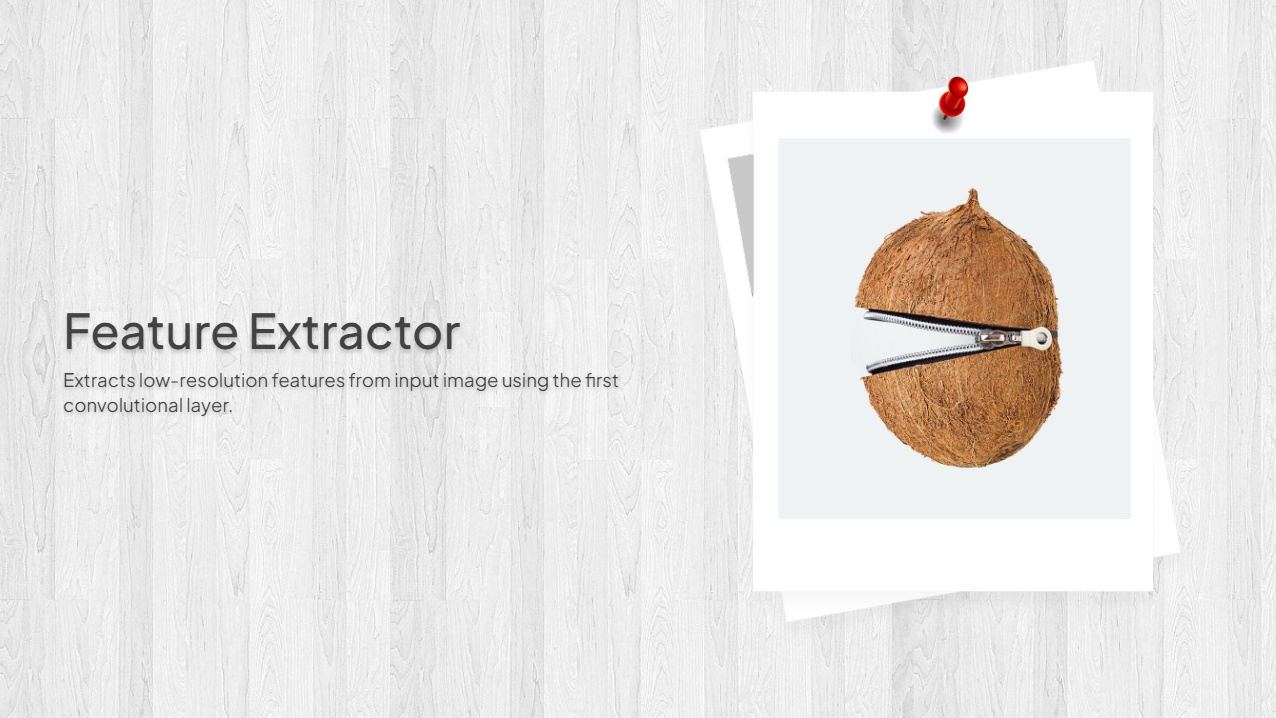 Feature Extractor
Extracts low-resolution features from input image using the first
convolutional layer.